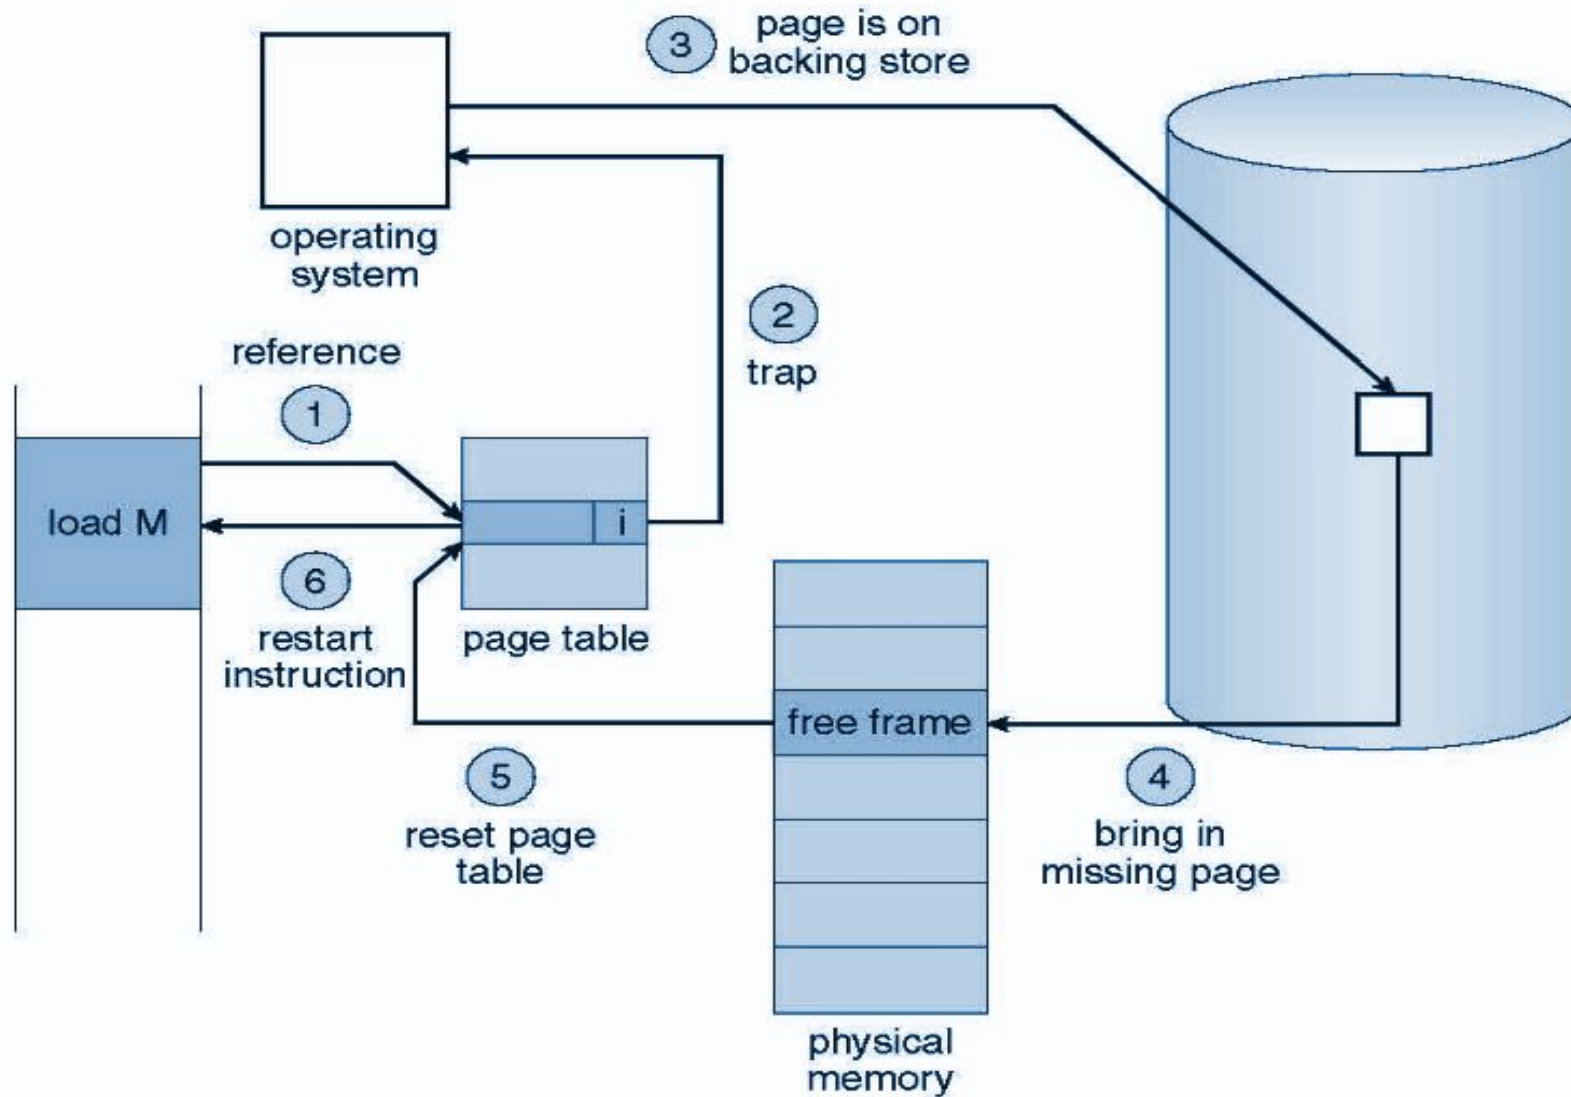 3
page is on
backing store
operating
system
2
trap
reference
1
load M
i
6
restart
instruction
page table
free frame
5
reset page
table
4
bring in
missing page
physical
memory